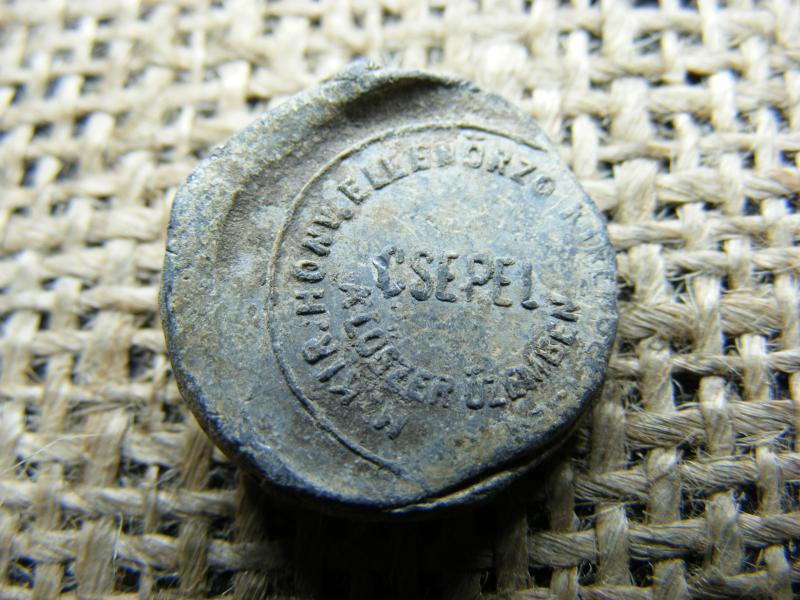 M. KIR. HONV. ELLENŐRZŐ
CSEPEL
A LŐSZER ÜZEMBEN